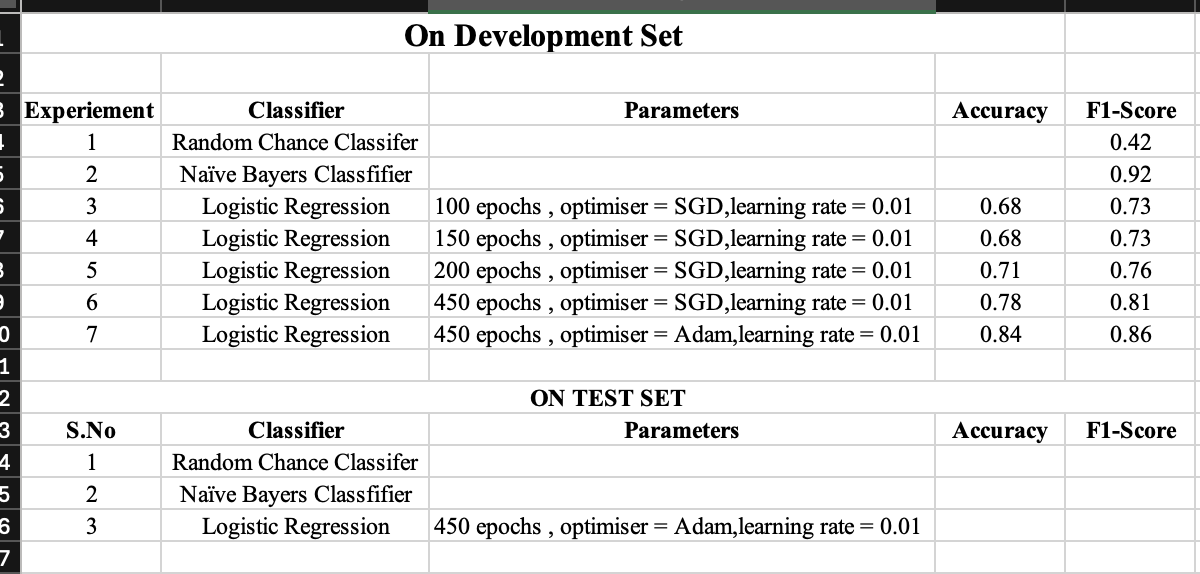 On Development Set
Experiement Classifier Parameters Accuracy F1-Score
1 Random Chance Classifer 0.42
2 Naïve Bayers Classfifier 0.92
3 Logistic Regression 100 epochs , optimiser = SGD,learning rate = 0.01 0.68 0.73
4 Logistic Regression 150 epochs , optimiser = SGD,learning rate = 0.01 0.68 0.73
5 Logistic Regression 200 epochs , optimiser = SGD,learning rate = 0.01 0.71 0.76
6 Logistic Regression 450 epochs , optimiser = SGD,learning rate = 0.01 0.78 0.81
7 Logistic Regression 450 epochs , optimiser = Adam,learning rate = 0.01 0.84 0.86
ON TEST SET
S.No Classifier Parameters Accuracy F1-Score
1 Random Chance Classifer
2 Naïve Bayers Classfifier
3 Logistic Regression 450 epochs , optimiser = Adam,learning rate = 0.01